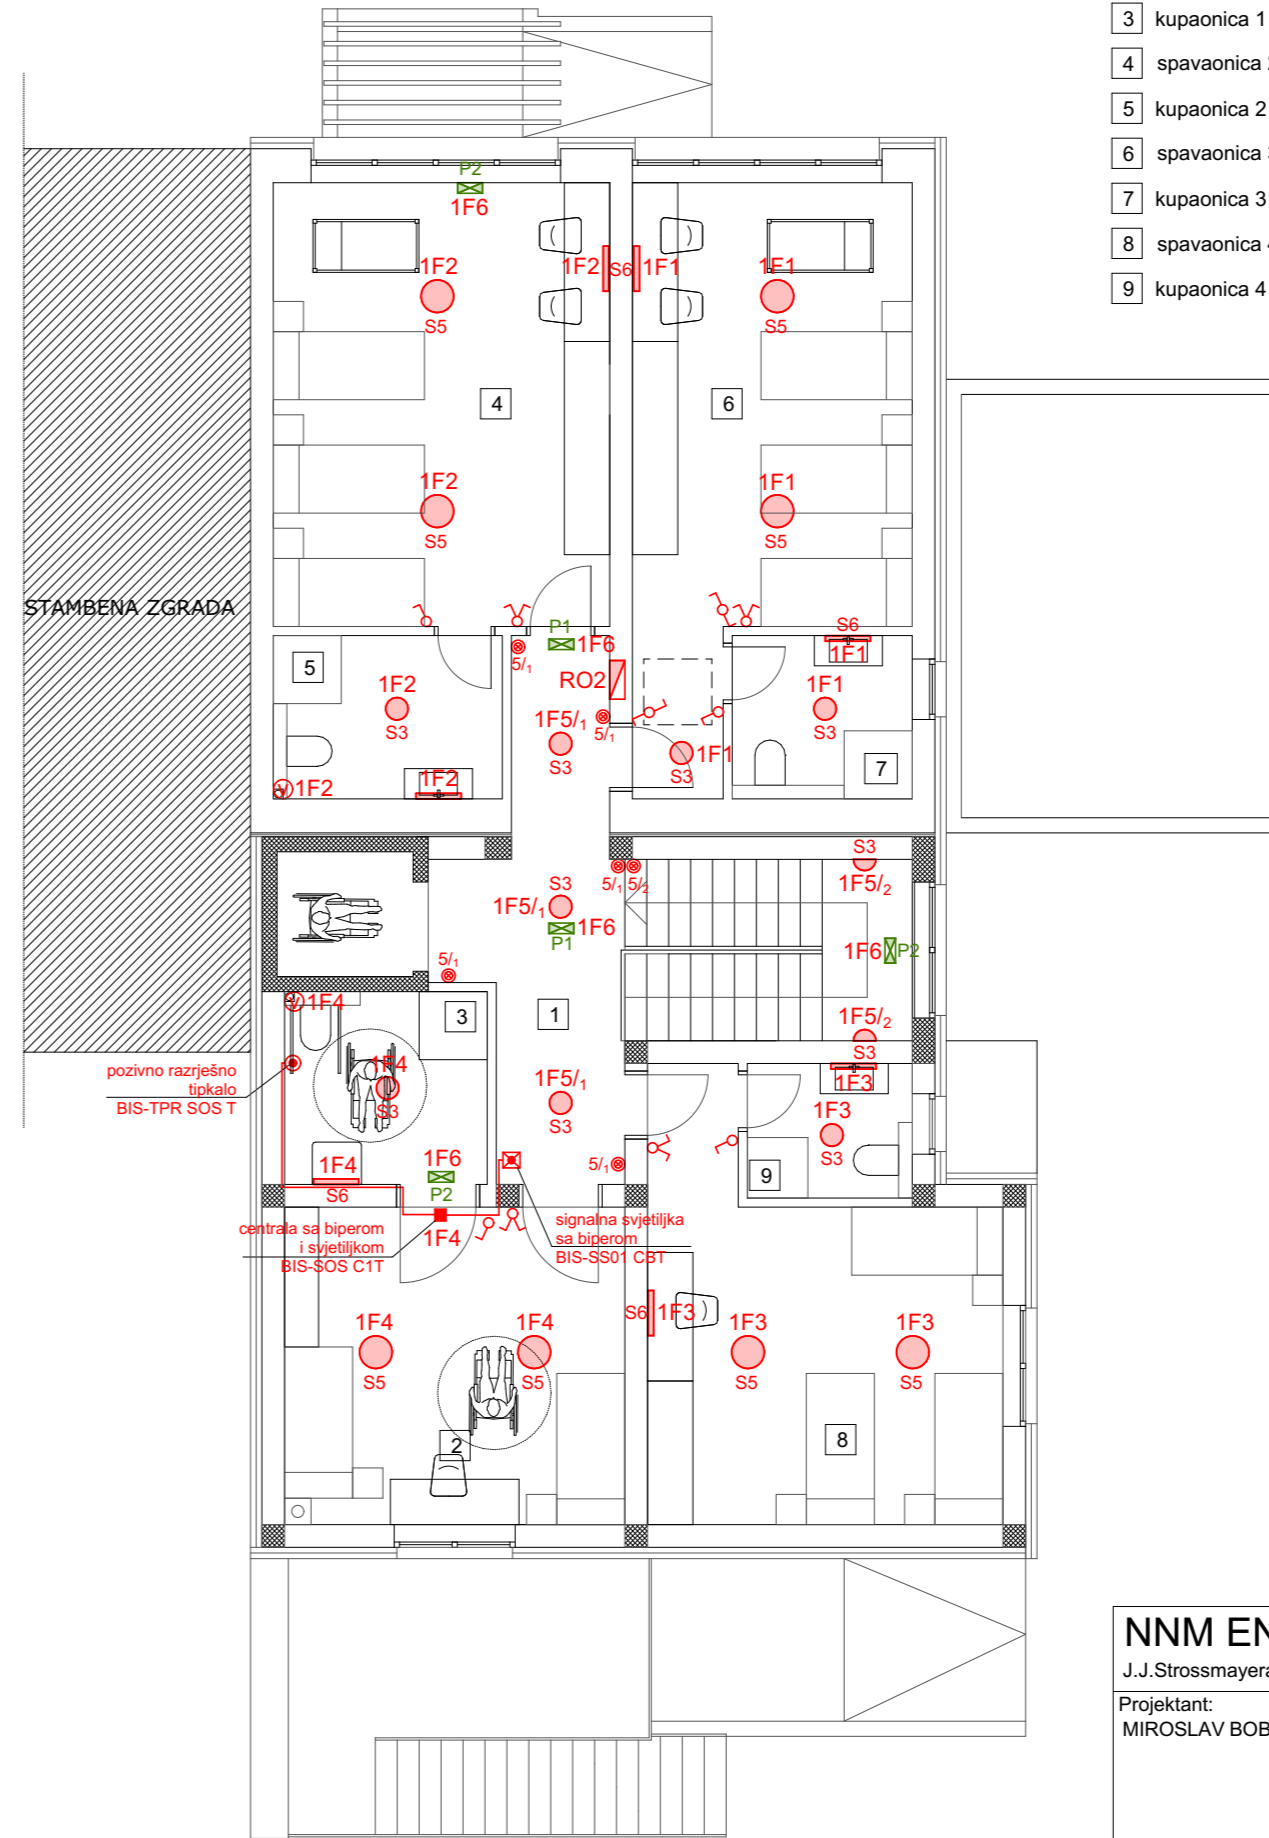 3 kupaonica 1
4 spavaonica
5 kupaonica 2
6 spavaonica
7 kupaonica 3
8 spavaonica
9 kupaonica 4
P2
1F6
1F2
S5
1F2 S6 1F1
1F1
S5
4
6
1F2
S5
1F1
S5
STAMBENA ZGRADA
P1
1F6
5/1
S6
1F1
5
RO2
1F2
S3
1F1
S3
1F5/1
S3
5/1
1F1
S3
7
1F2
1F2
S3
1F5/2
5/1 5/2
S3
1F5/1
1F6
P1
1F6
P2
5/1
1F4
3
1
1F5/2
S3
pozivno razrješno
tipkalo
BIS-TPR SOS T
1F4
S3
1F5/1
S3
1F3
1F3
S3
1F4
S6
1F6
P2
5/1
9
centrala sa biperom
i svjetiljkom
BIS-SOS C1T
1F4
signalna svjetiljka
sa biperom
BIS-SS01 CBT
S6 1F3
1F4
S5
1F4
S5
1F3
S5
1F3
S5
2
8
NNM
J.J.Strossmayera
Projektant:
MIROSLAV